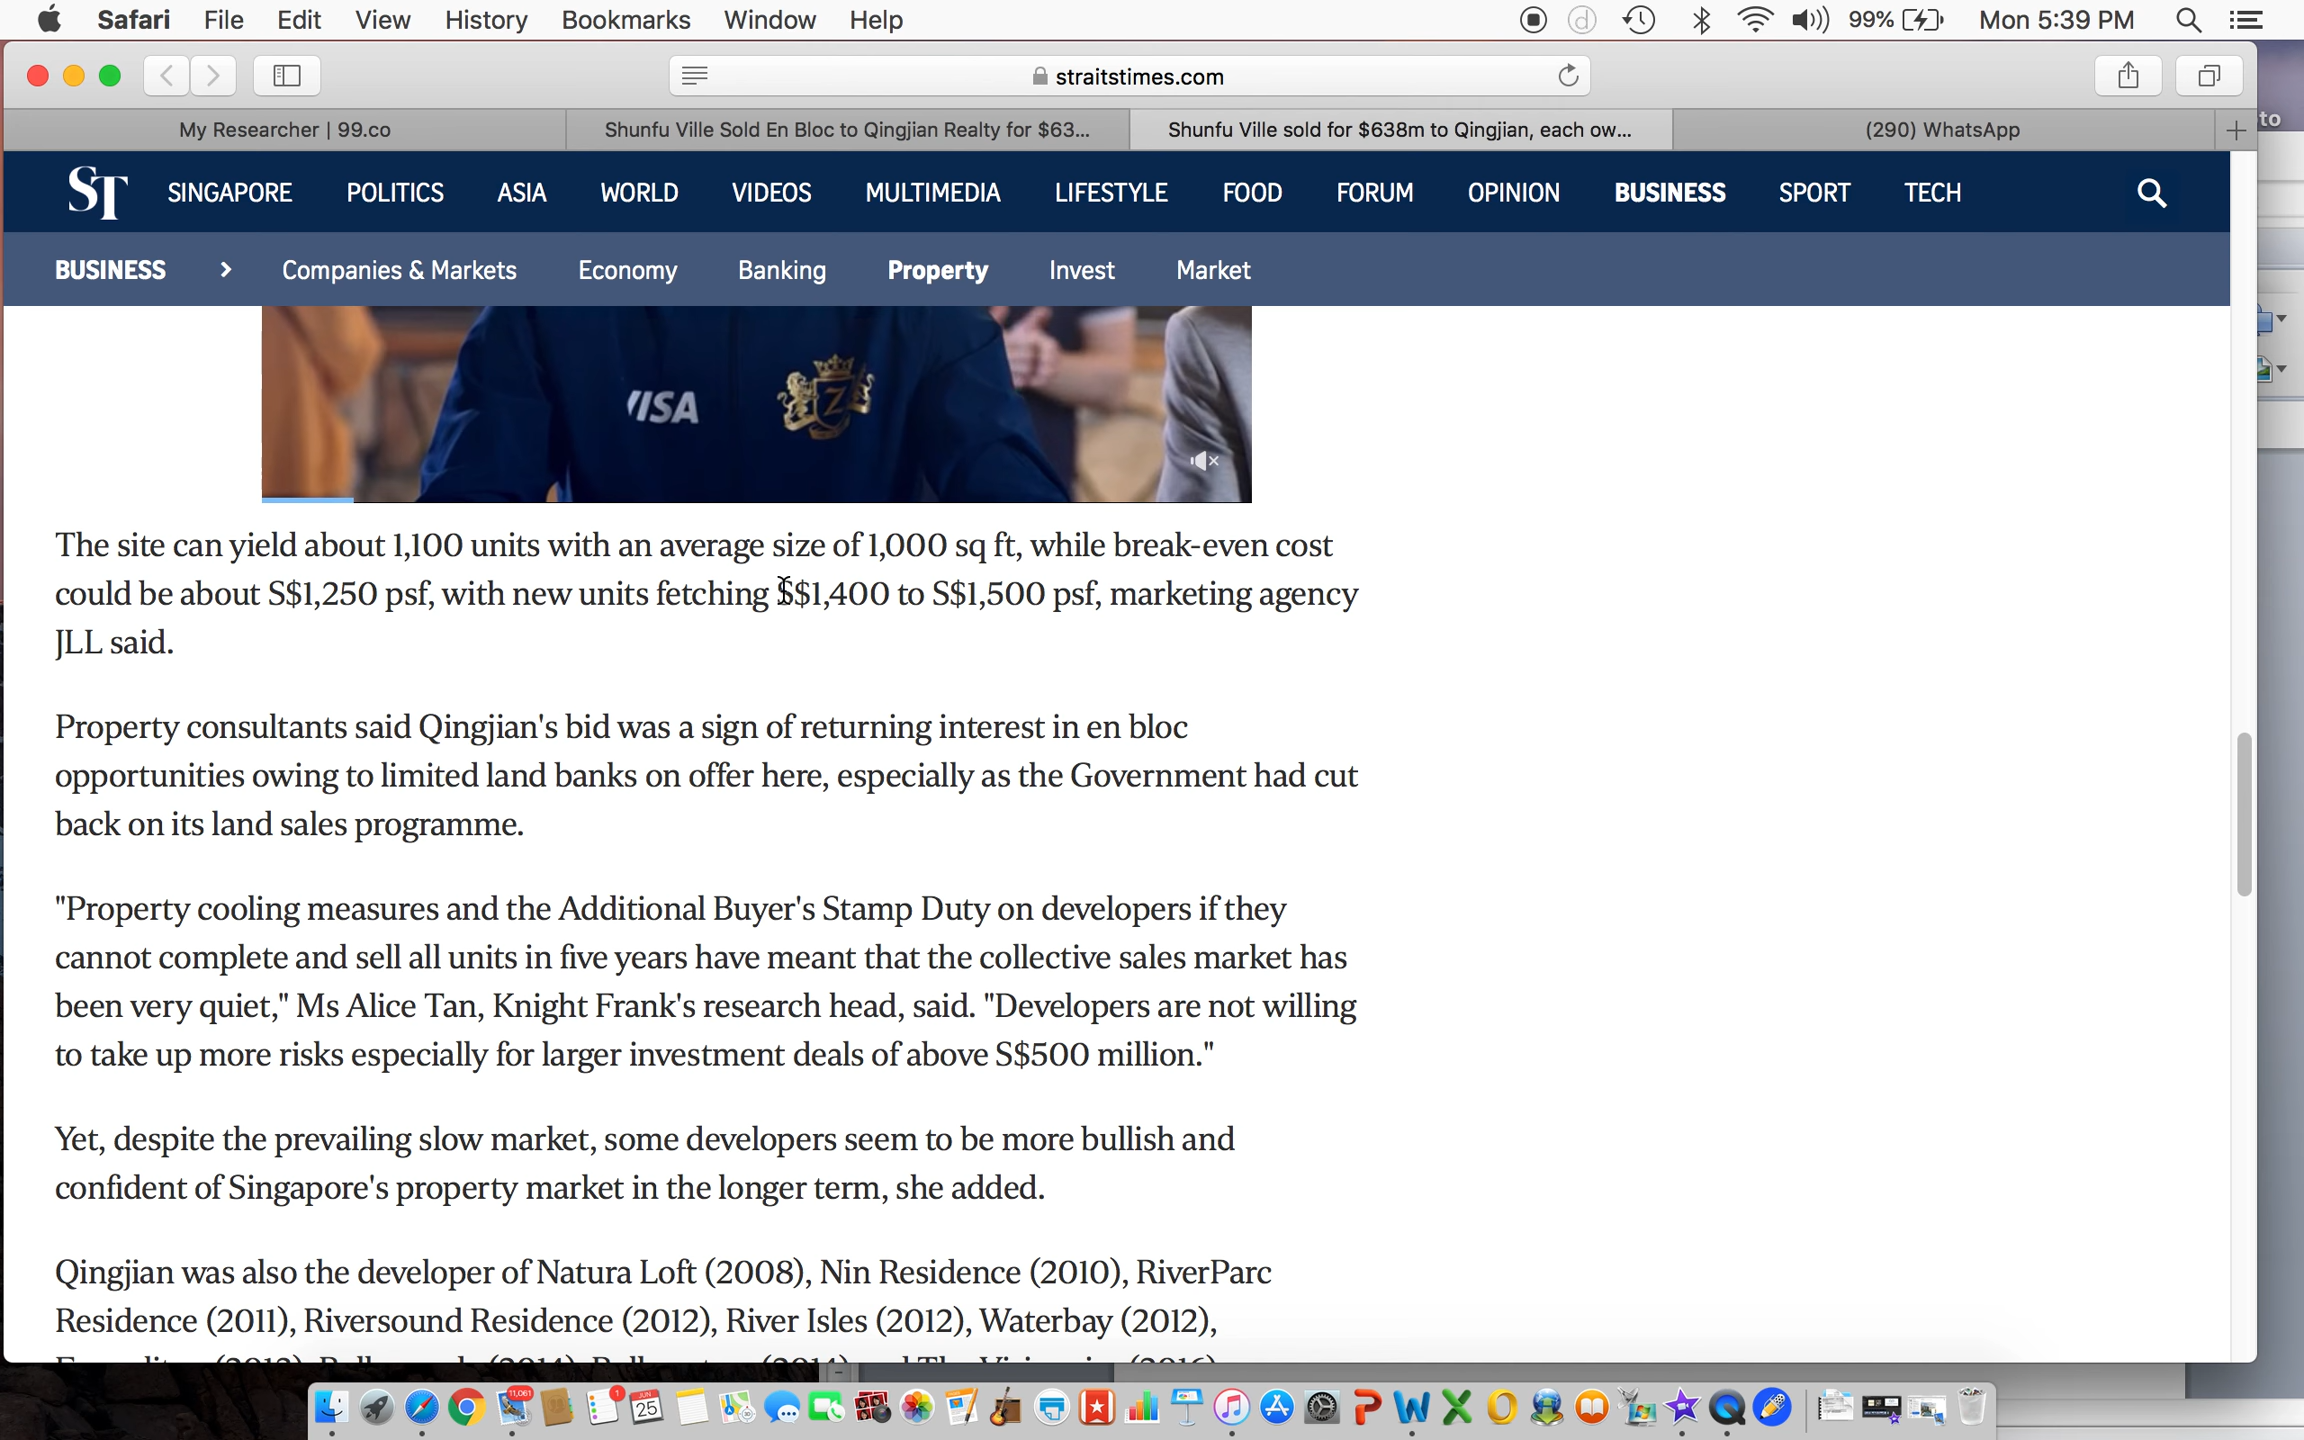 Safari File Edit View History Bookmarks Window Help 99% Mon 5:39 PM
straitstimes.com
to
My Researcher | 99.co
Shunfu Ville Sold En Bloc to Qingjian Realty for $63...
Shunfu Ville sold for $638m to Qingjian, each ow...
(290) WhatsApp
ST SINGAPORE POLITICS ASIA WORLD VIDEOS MULTIMEDIA LIFESTYLE FOOD FORUM OPINION BUSINESS SPORT TECH
BUSINESS > Companies & Markets Economy Banking Property Invest Market
VISA Z
The site can yield about 1,100 units with an average size of 1,000 sq ft, while break-even cost
could be about S$1,250 psf, with new units fetching S$1,400 to S$1,500 psf, marketing agency
JLL said.
Property consultants said Qingjian's bid was a sign of returning interest in en bloc
opportunities owing to limited land banks on offer here, especially as the Government had cut
back on its land sales programme.
"Property cooling measures and the Additional Buyer's Stamp Duty on developers if they
cannot complete and sell all units in five years have meant that the collective sales market has
been very quiet," Ms Alice Tan, Knight Frank's research head, said. "Developers are not willing
to take up more risks especially for larger investment deals of above S$500 million."
Yet, despite the prevailing slow market, some developers seem to be more bullish and
confident of Singapore's property market in the longer term, she added.
Qingjian was also the developer of Natura Loft (2008), Nin Residence (2010), RiverParc
Residence (2011), Riversound Residence (2012), River Isles (2012), Waterbay (2012),
11,061 1 JUN 25